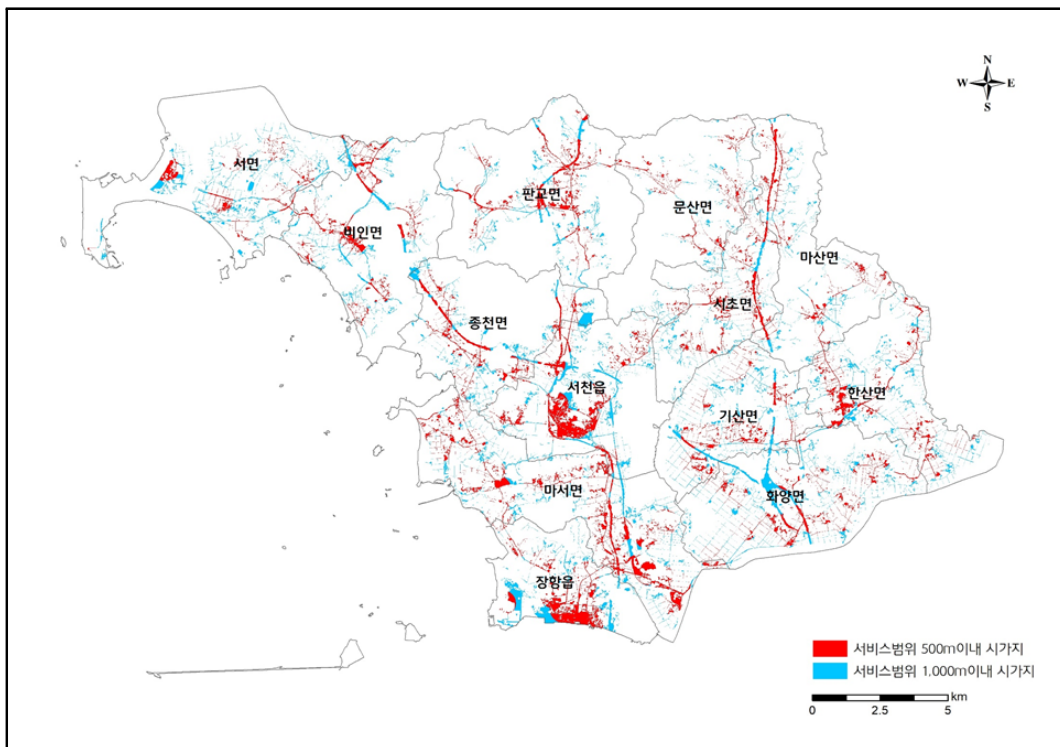 N
W E
S
서면
비인면
판교면
문산면
마산면
시초면
종천면
서천읍
기산면
한산면
마서면
화양면
장황읍
서비스범위 500m이내 시가지
서비스범위 1,000m이내 시가지
km
0 2.5 5